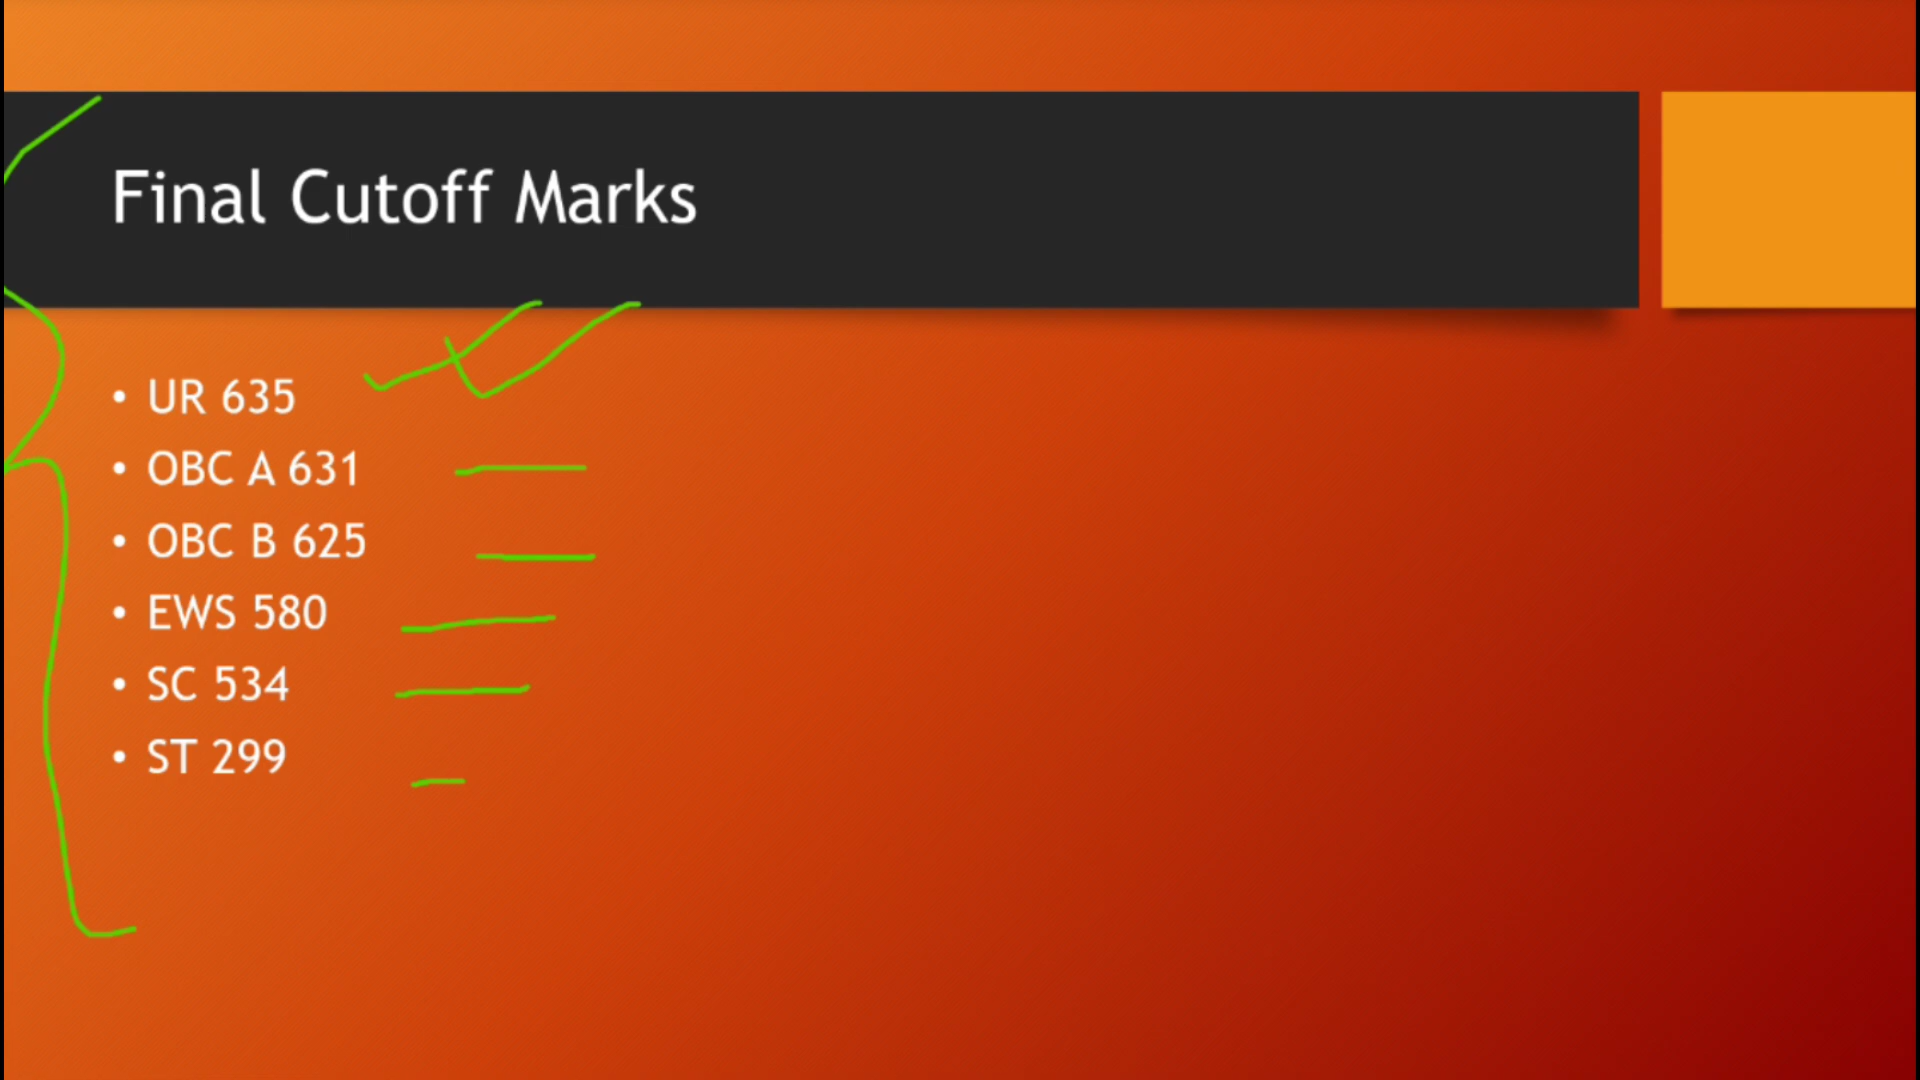 Final Cutoff Marks
• UR 635
• OBC A 631
• OBC B 625
• EWS 580
• SC 534
• ST 299